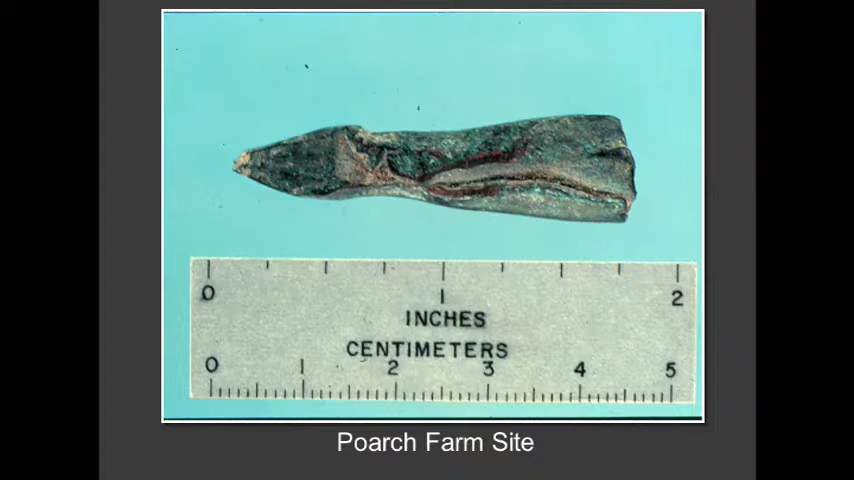 0 1 2
INCHES
CENTIMETERS
0 1 2 3 4 5
Poarch Farm Site